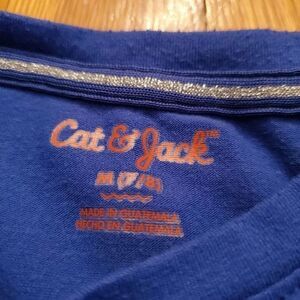 Cat & Jack™
M (7/8)
MADE IN GUATEMALA
HECHO EN GUATEMALA